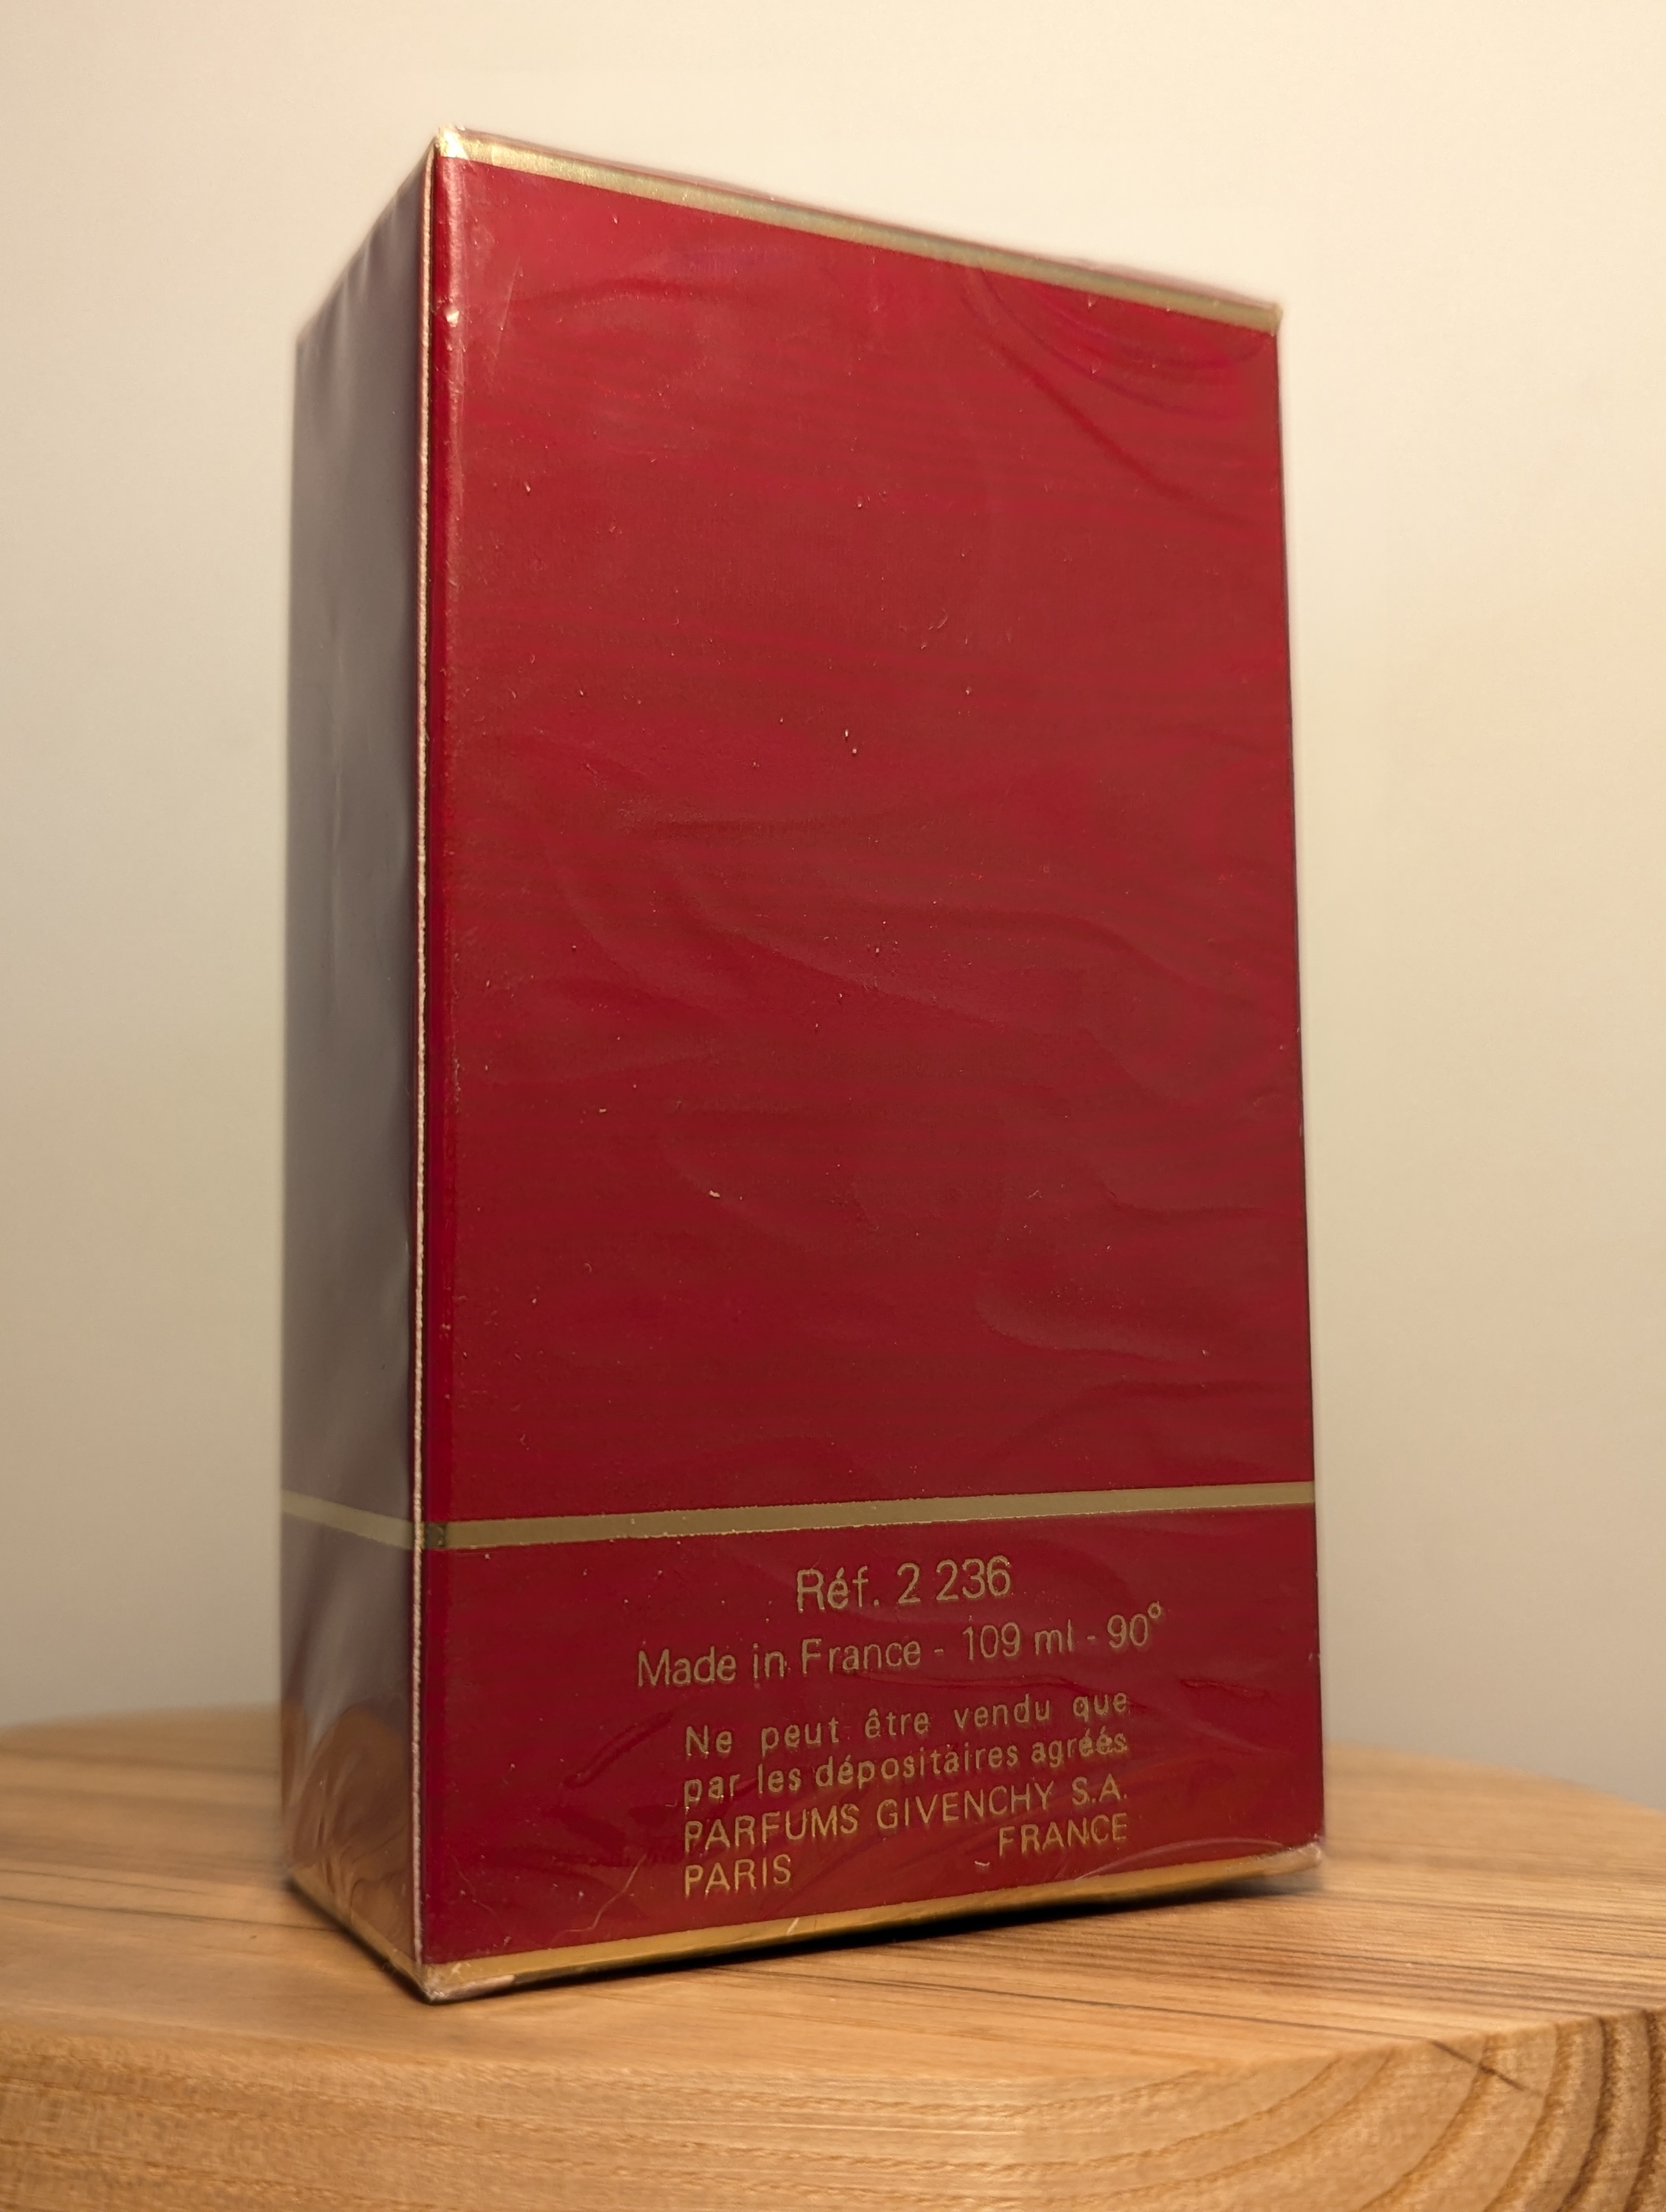 Réf. 2 236
Made in France - 109 ml - 90°
Ne peut être vendu que
par les dépositaires agréés
PARFUMS GIVENCHY S.A.
PARIS FRANCE